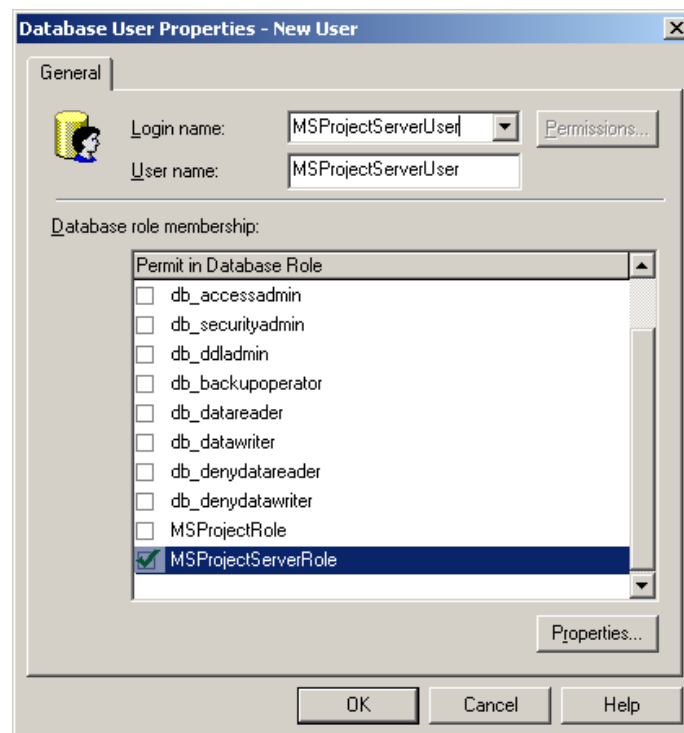 Database User Properties - New User
General
Login name: MSProjectServerUser Permissions...
User name: MSProjectServerUser
Database role membership:
Permit in Database Role
db_accessadmin
db_securityadmin
db_ddladmin
db_backupoperator
db_datareader
db_datawriter
db_denydatareader
db_denydatawriter
MSProjectRole
MSProjectServerRole
Properties...
OK Cancel Help